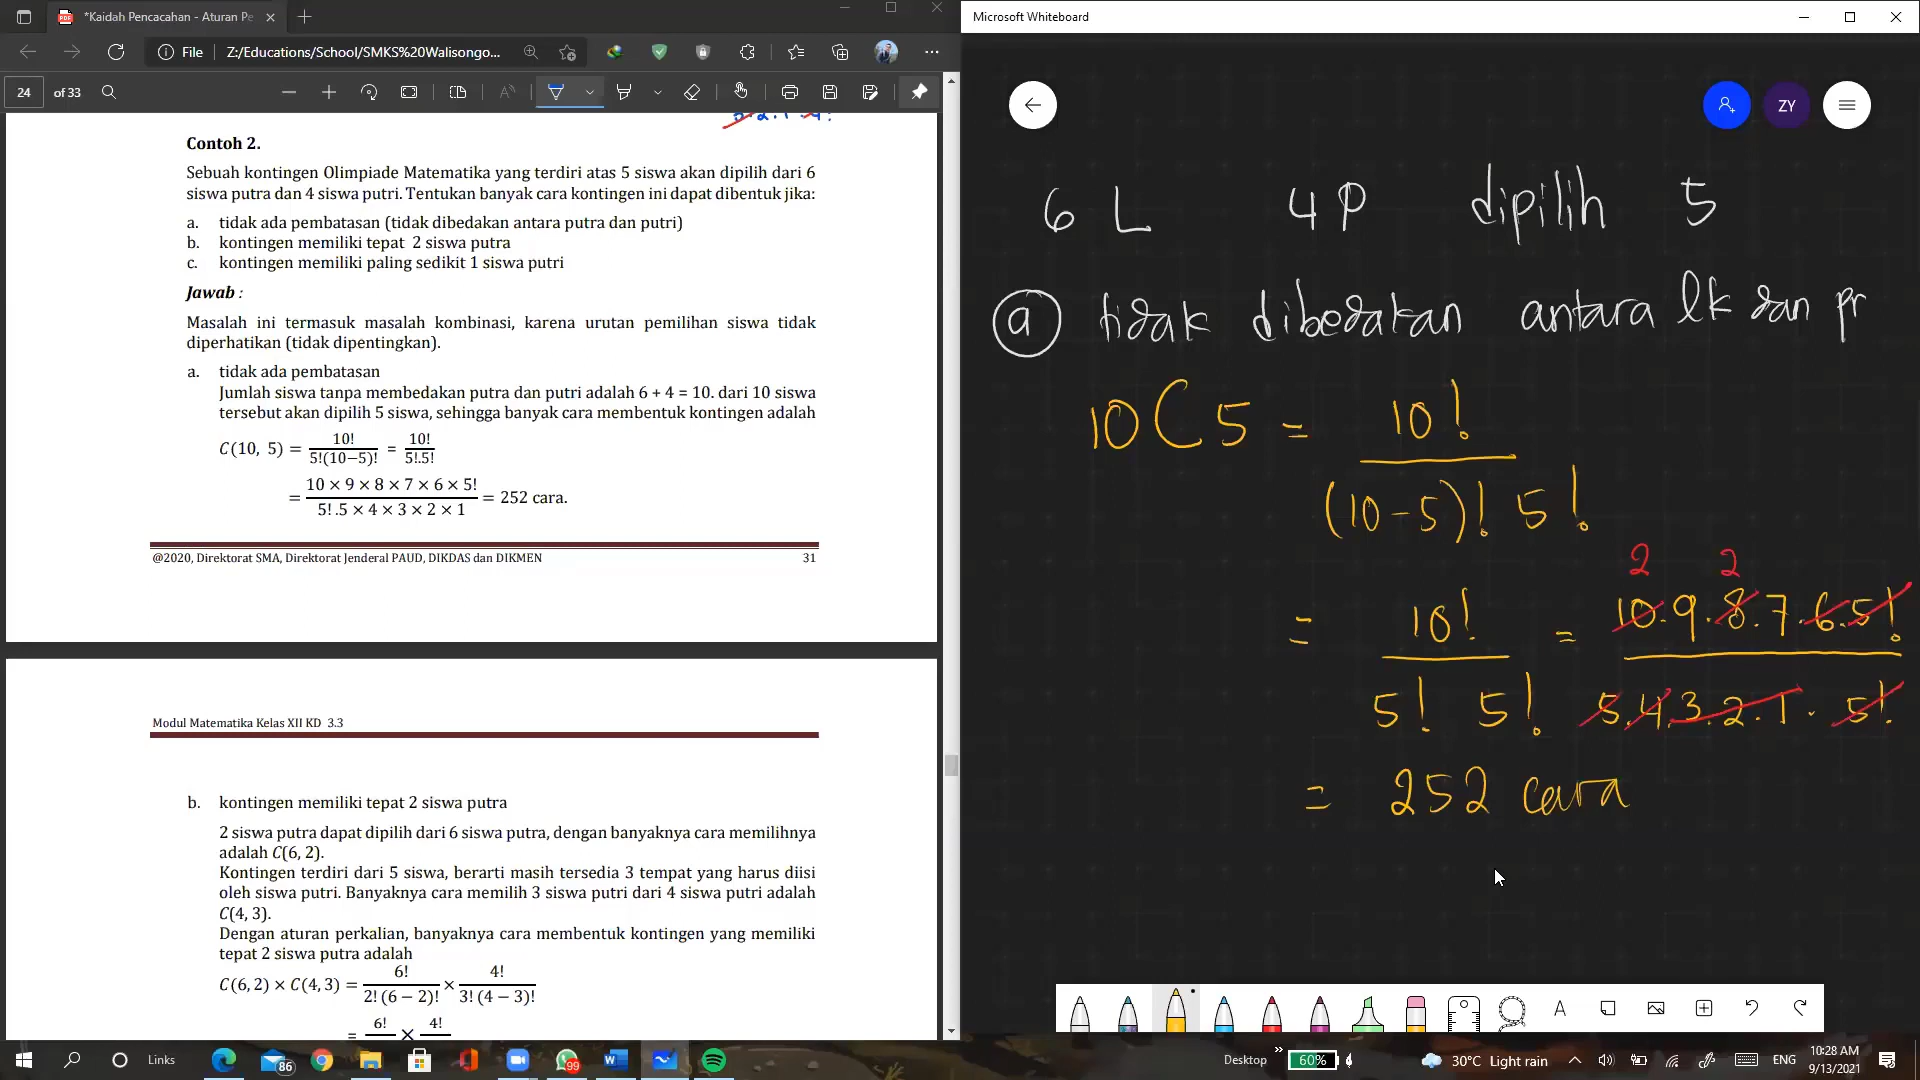 *Kaidah Pencacahan - Aturan Pe
Microsoft Whiteboard
File Z:/Educations/School/SMKS%20Walisongo...
24 of 33
Contoh 2.
Sebuah kontingen Olimpiade Matematika yang terdiri atas 5 siswa akan dipilih dari 6
siswa putra dan 4 siswa putri. Tentukan banyak cara kontingen ini dapat dibentuk jika:
a. tidak ada pembatasan (tidak dibedakan antara putra dan putri)
b. kontingen memiliki tepat 2 siswa putra
c. kontingen memiliki paling sedikit 1 siswa putri
Jawab :
Masalah ini termasuk masalah kombinasi, karena urutan pemilihan siswa tidak
diperhatikan (tidak dipentingkan).
a. tidak ada pembatasan
Jumlah siswa tanpa membedakan putra dan putri adalah 6 + 4 = 10. dari 10 siswa
tersebut akan dipilih 5 siswa, sehingga banyak cara membentuk kontingen adalah
C(10, 5) = 10!/5!(10−5)! = 10!/5!.5!
= 10 × 9 × 8 × 7 × 6 × 5!/5!.5 × 4 × 3 × 2 × 1 = 252 cara.
@2020, Direktorat SMA, Direktorat Jenderal PAUD, DIKDAS dan DIKMEN 31
Modul Matematika Kelas XII KD 3.3
b. kontingen memiliki tepat 2 siswa putra
2 siswa putra dapat dipilih dari 6 siswa putra, dengan banyaknya cara memilihnya
adalah C(6, 2).
Kontingen terdiri dari 5 siswa, berarti masih tersedia 3 tempat yang harus diisi
oleh siswa putri. Banyaknya cara memilih 3 siswa putri dari 4 siswa putri adalah
C(4, 3).
Dengan aturan perkalian, banyaknya cara membentuk kontingen yang memiliki
tepat 2 siswa putra adalah
C(6, 2) × C(4, 3) = 6!/2! (6 − 2)! × 4!/3! (4 − 3)!
= 6! × 4!
ZY
6 L 4 P dipilih 5
a tidak dibedakan antara lk dan pr
10 C 5 = 10!/(10-5)! 5!
2 2
= 10!/5! 5! = 10.9.8.7.6.5!/5.4.3.2.1. 5!
= 252 cara
A
Links 86 99 Desktop 60% 30°C Light rain ENG 10:28 AM
9/13/2021